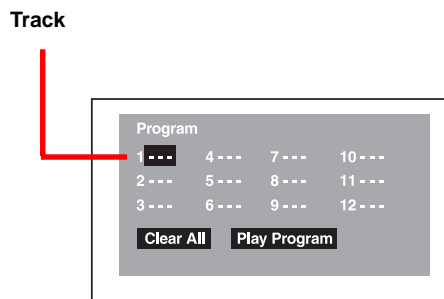 Track
Program
1 --- 4 --- 7 --- 10 ---
2 --- 5 --- 8 --- 11 ---
3 --- 6 --- 9 --- 12 ---
Clear All Play Program